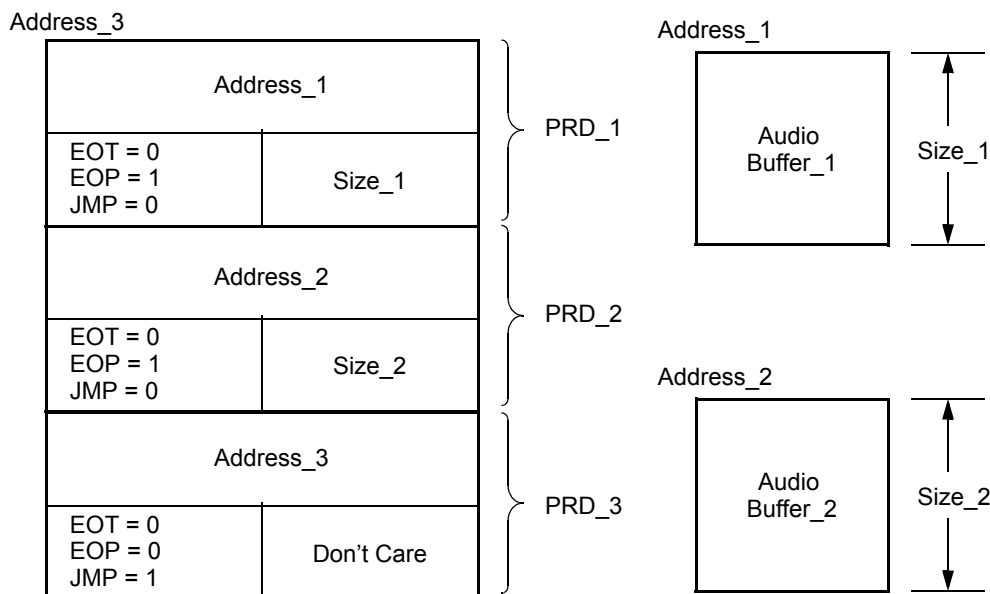 Address_3
Address_1
EOT = 0
EOP = 1
JMP = 0
Size_1
PRD_1
Address_2
EOT = 0
EOP = 1
JMP = 0
Size_2
PRD_2
Address_3
EOT = 0
EOP = 0
JMP = 1
Don't Care
PRD_3
Address_1
Audio
Buffer_1
Size_1
Address_2
Audio
Buffer_2
Size_2